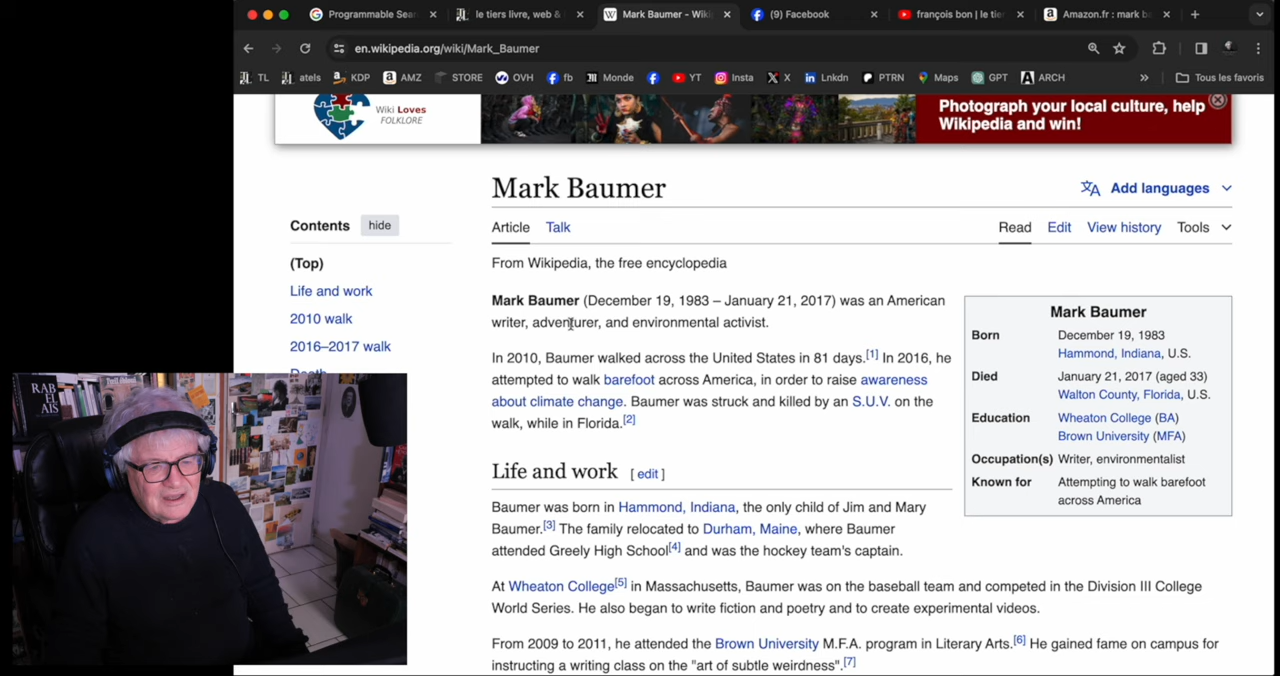 Programmable Sear
le tiers livre, web &
Mark Baumer - Wiki
(9) Facebook
françois bon | le tie
Amazon.fr : mark b
en.wikipedia.org/wiki/Mark_Baumer
TL
atels
KDP
AMZ
STORE
OVH
fb
Monde
YT
Insta
X
Lnkdn
PTRN
Maps
GPT
ARCH
»
Tous les favoris
Wiki Loves
FOLKLORE
Photograph your local culture, help
Wikipedia and win!
Mark Baumer
Add languages
Contents hide
(Top)
Life and work
2010 walk
2016–2017 walk
Death
Article Talk
Read Edit View history Tools
From Wikipedia, the free encyclopedia
Mark Baumer (December 19, 1983 – January 21, 2017) was an American
writer, adventurer, and environmental activist.
In 2010, Baumer walked across the United States in 81 days.[1] In 2016, he
attempted to walk barefoot across America, in order to raise awareness
about climate change. Baumer was struck and killed by an S.U.V. on the
walk, while in Florida.[2]
Mark Baumer
Born December 19, 1983
Hammond, Indiana, U.S.
Died January 21, 2017 (aged 33)
Walton County, Florida, U.S.
Education Wheaton College (BA)
Brown University (MFA)
Occupation(s) Writer, environmentalist
Known for Attempting to walk barefoot
across America
Life and work [ edit ]
Baumer was born in Hammond, Indiana, the only child of Jim and Mary
Baumer.[3] The family relocated to Durham, Maine, where Baumer
attended Greely High School[4] and was the hockey team's captain.
At Wheaton College[5] in Massachusetts, Baumer was on the baseball team and competed in the Division III College
World Series. He also began to write fiction and poetry and to create experimental videos.
From 2009 to 2011, he attended the Brown University M.F.A. program in Literary Arts.[6] He gained fame on campus for
instructing a writing class on the "art of subtle weirdness".[7]
RAB
ELAIS